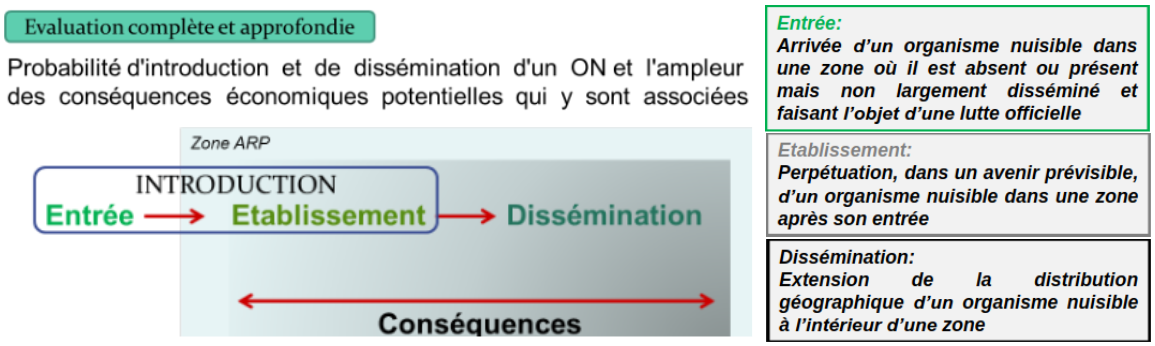 Evaluation complète et approfondie
Probabilité d'introduction et de dissémination d'un ON et l'ampleur
des conséquences économiques potentielles qui y sont associées
Zone ARP
INTRODUCTION
Entrée Etablissement Dissémination
Conséquences
Entrée:
Arrivée d'un organisme nuisible dans
une zone où il est absent ou présent
mais non largement disséminé et
faisant l'objet d'une lutte officielle
Etablissement:
Perpétuation, dans un avenir prévisible,
d'un organisme nuisible dans une zone
après son entrée
Dissémination:
Extension de la distribution
géographique d'un organisme nuisible
à l'intérieur d'une zone